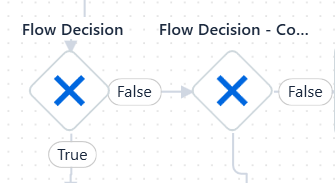 Flow Decision
Flow Decision - Co...
False
False
True